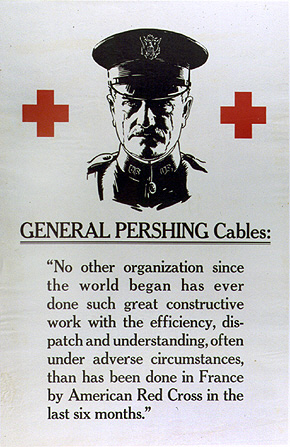 GENERAL PERSHING Cables:
“No other organization since
the world began has ever
done such great constructive
work with the efficiency, dis-
patch and understanding, often
under adverse circumstances,
than has been done in France
by American Red Cross in the
last six months.”